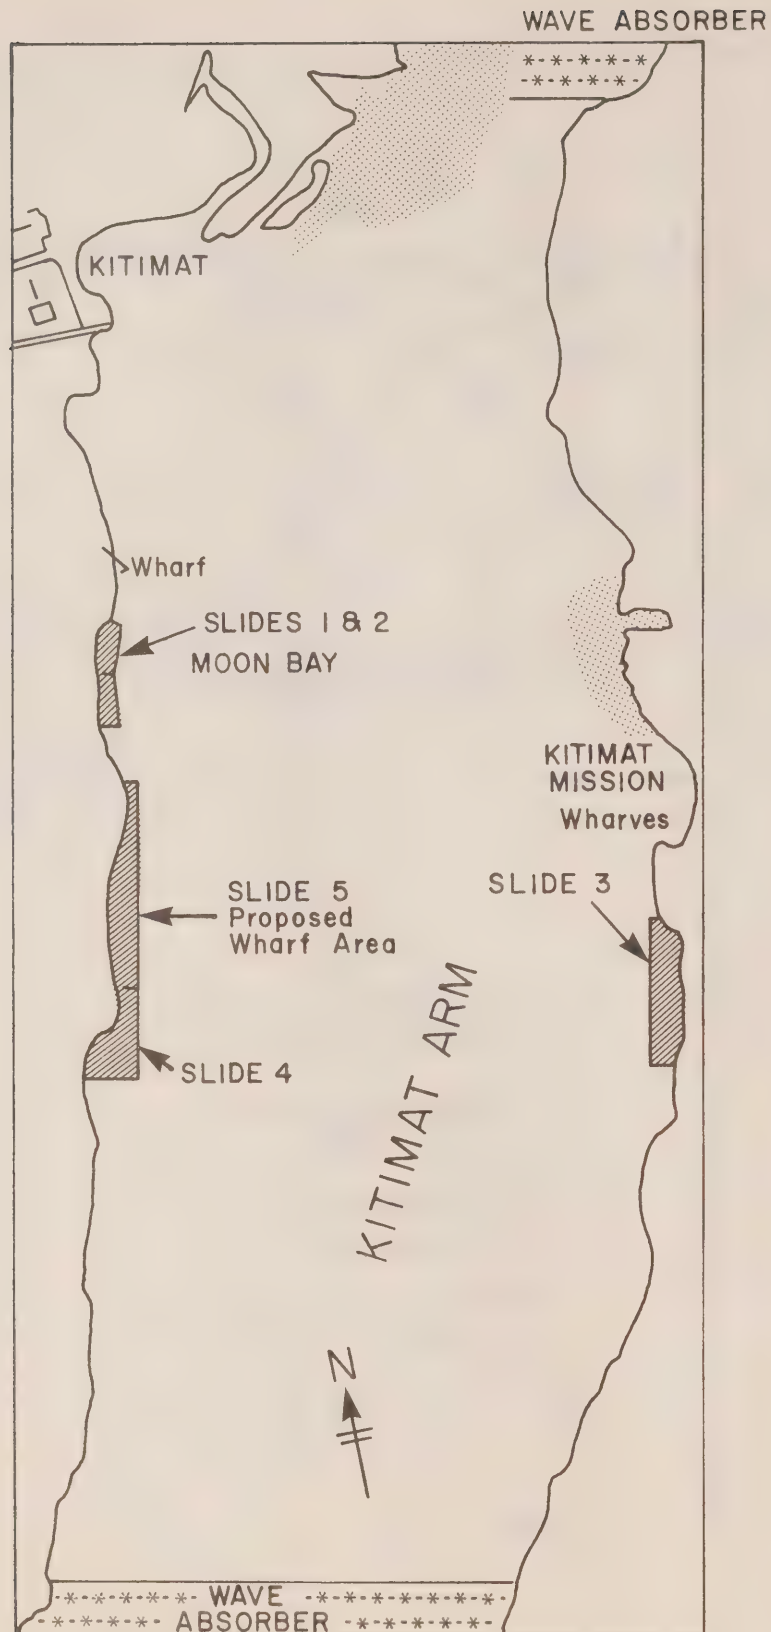 WAVE ABSORBER
KITIMAT
Wharf
SLIDES 1 & 2
MOON BAY
KITIMAT
MISSION
Wharves
SLIDE 5
Proposed
Wharf Area
SLIDE 3
SLIDE 4
KITIMAT ARM
N
WAVE
ABSORBER